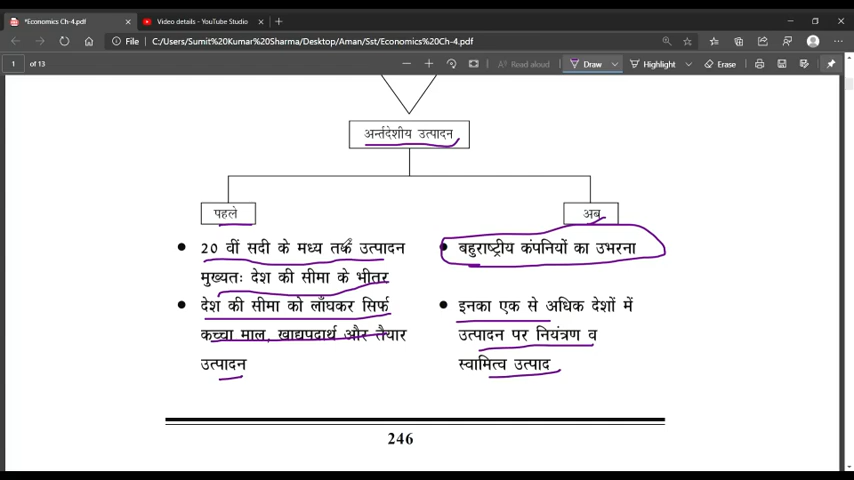 *Economics Ch-4.pdf
Video details - YouTube Studio
File C:/Users/Sumit%20Kumar%20Sharma/Desktop/Aman/Sst/Economics%20Ch-4.pdf
1 of 13 Read aloud Draw Highlight Erase
अर्न्तदेशीय उत्पादन
पहले
अब
20 वीं सदी के मध्य तक उत्पादन
मुख्यतः देश की सीमा के भीतर
देश की सीमा को लाँघकर सिर्फ
कच्चा माल, खाद्यपदार्थ और तैयार
उत्पादन
बहुराष्ट्रीय कंपनियों का उभरना
इनका एक से अधिक देशों में
उत्पादन पर नियंत्रण व
स्वामित्व उत्पाद
246